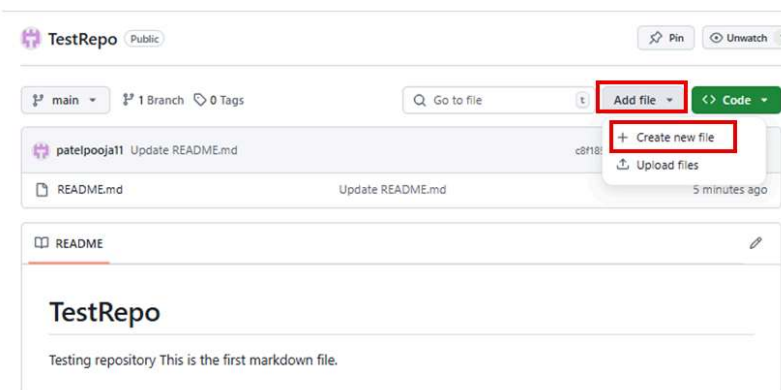 TestRepo Public Pin Unwatch
main 1 Branch 0 Tags Go to file t Add file <> Code
Create new file
Upload files
patelpooja11 Update README.md
README.md Update README.md 5 minutes ago
README
TestRepo
Testing repository This is the first markdown file.